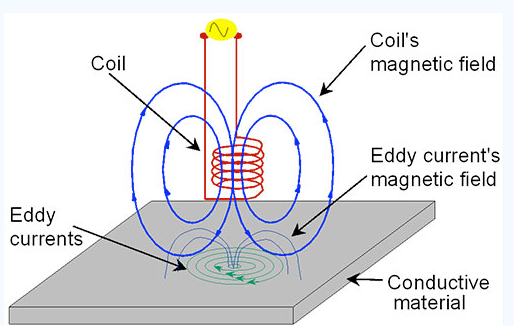 Coil's
magnetic field
Coil
Eddy current's
magnetic field
Eddy
currents
Conductive
material